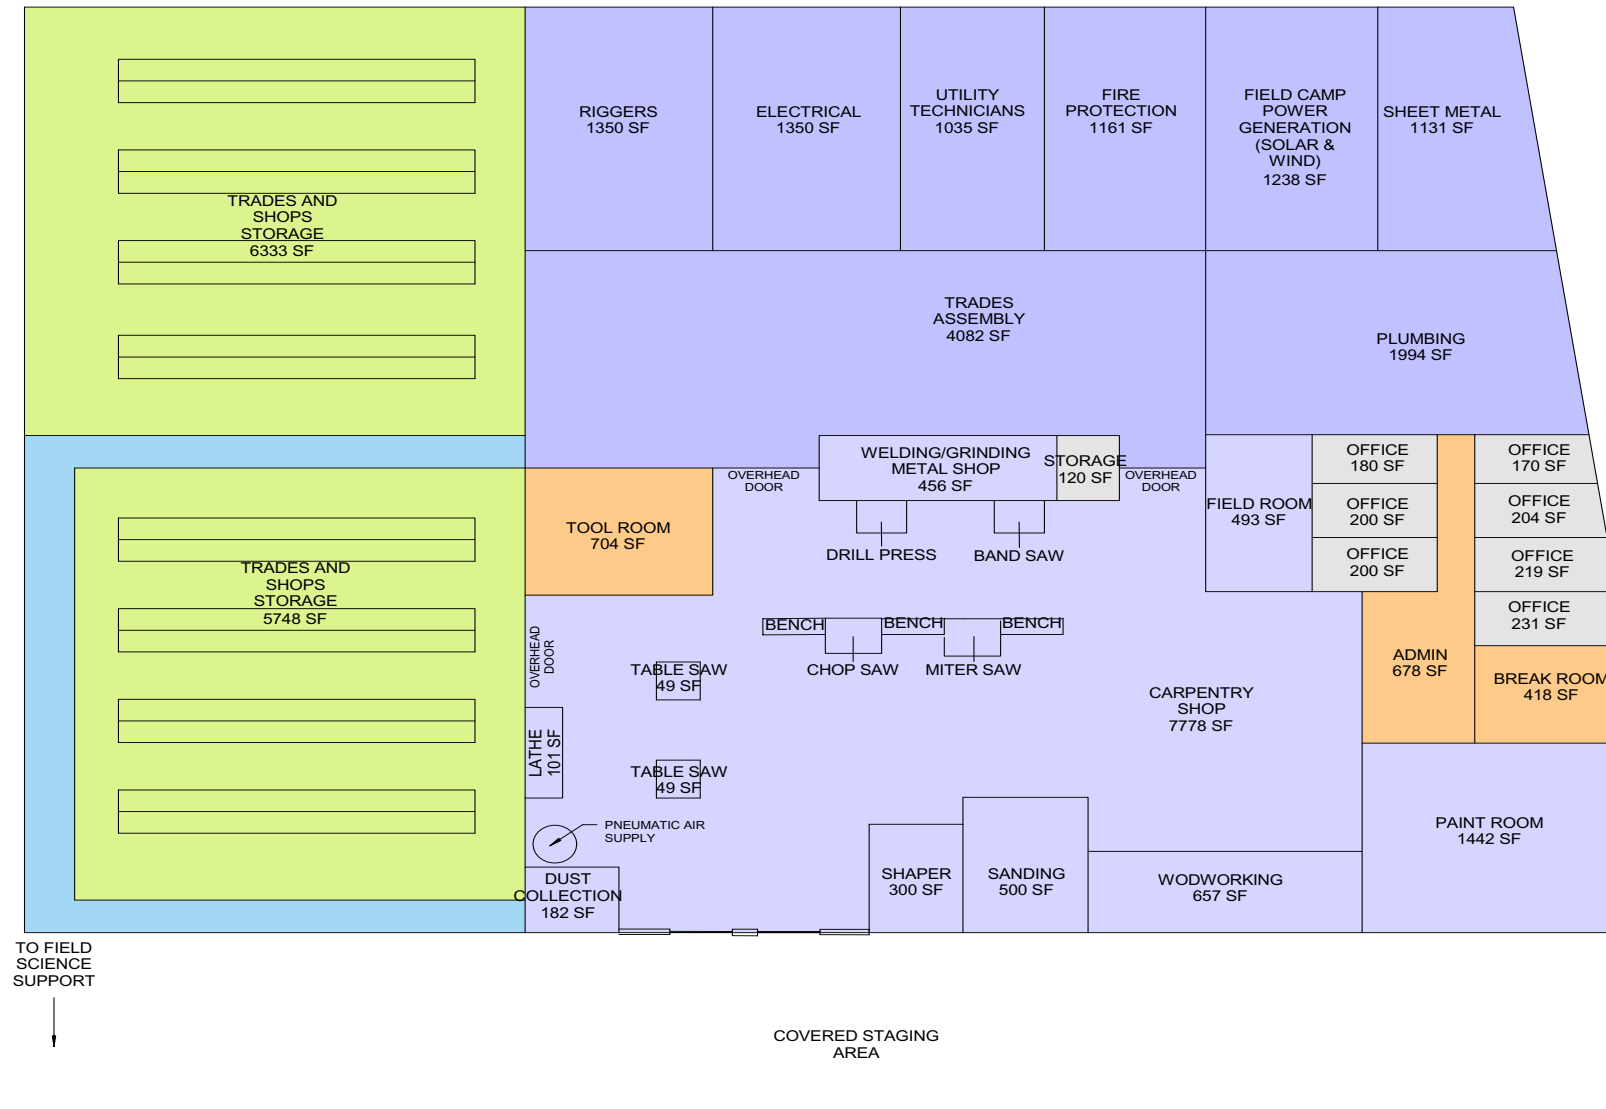 RIGGERS
1350 SF
ELECTRICAL
1350 SF
UTILITY
TECHNICIANS
1035 SF
FIRE
PROTECTION
1161 SF
FIELD CAMP
POWER
GENERATION
(SOLAR &
WIND)
1238 SF
SHEET METAL
1131 SF
TRADES AND
SHOPS
STORAGE
6333 SF
TRADES
ASSEMBLY
4082 SF
PLUMBING
1994 SF
WELDING/GRINDING
METAL SHOP
456 SF
STORAGE
120 SF
OVERHEAD
DOOR
OVERHEAD
DOOR
OFFICE
180 SF
OFFICE
170 SF
FIELD ROOM
493 SF
OFFICE
200 SF
OFFICE
204 SF
TOOL ROOM
704 SF
DRILL PRESS
BAND SAW
OFFICE
200 SF
OFFICE
219 SF
TRADES AND
SHOPS
STORAGE
5748 SF
OFFICE
231 SF
BENCH
BENCH
BENCH
OVERHEAD
DOOR
TABLE SAW
49 SF
CHOP SAW
MITER SAW
ADMIN
678 SF
BREAK ROOM
418 SF
CARPENTRY
SHOP
7778 SF
LATHE
101 SF
TABLE SAW
49 SF
PNEUMATIC AIR
SUPPLY
PAINT ROOM
1442 SF
DUST
COLLECTION
182 SF
SHAPER
300 SF
SANDING
500 SF
WODWORKING
657 SF
TO FIELD
SCIENCE
SUPPORT
COVERED STAGING
AREA